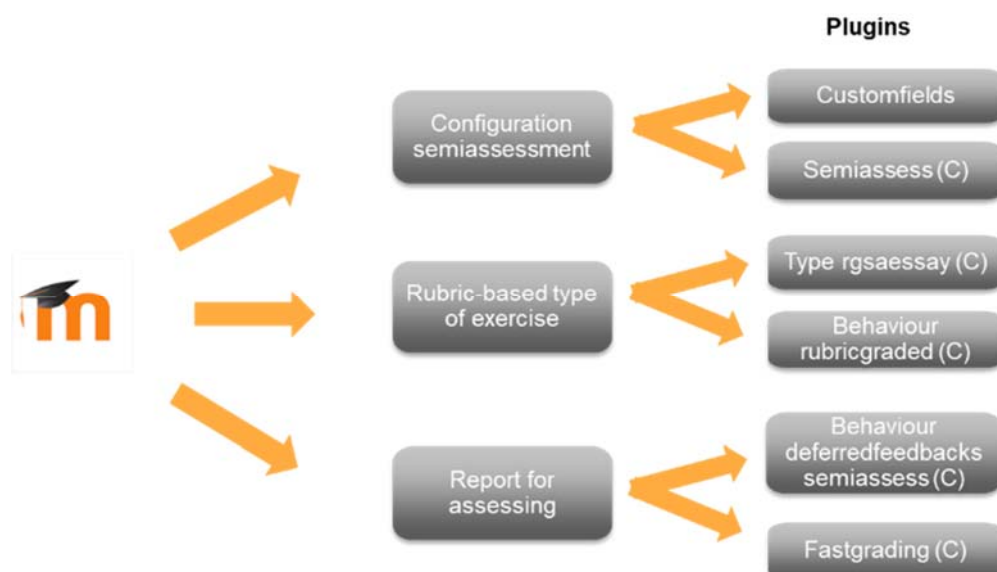 Plugins
Customfields
Configuration
semiassessment
Semiassess (C)
Type rgsaessay (C)
Rubric-based type
of exercise
Behaviour
rubricgraded (C)
Behaviour
deferredfeedbacks
semiassess (C)
Report for
assessing
Fastgrading (C)
m